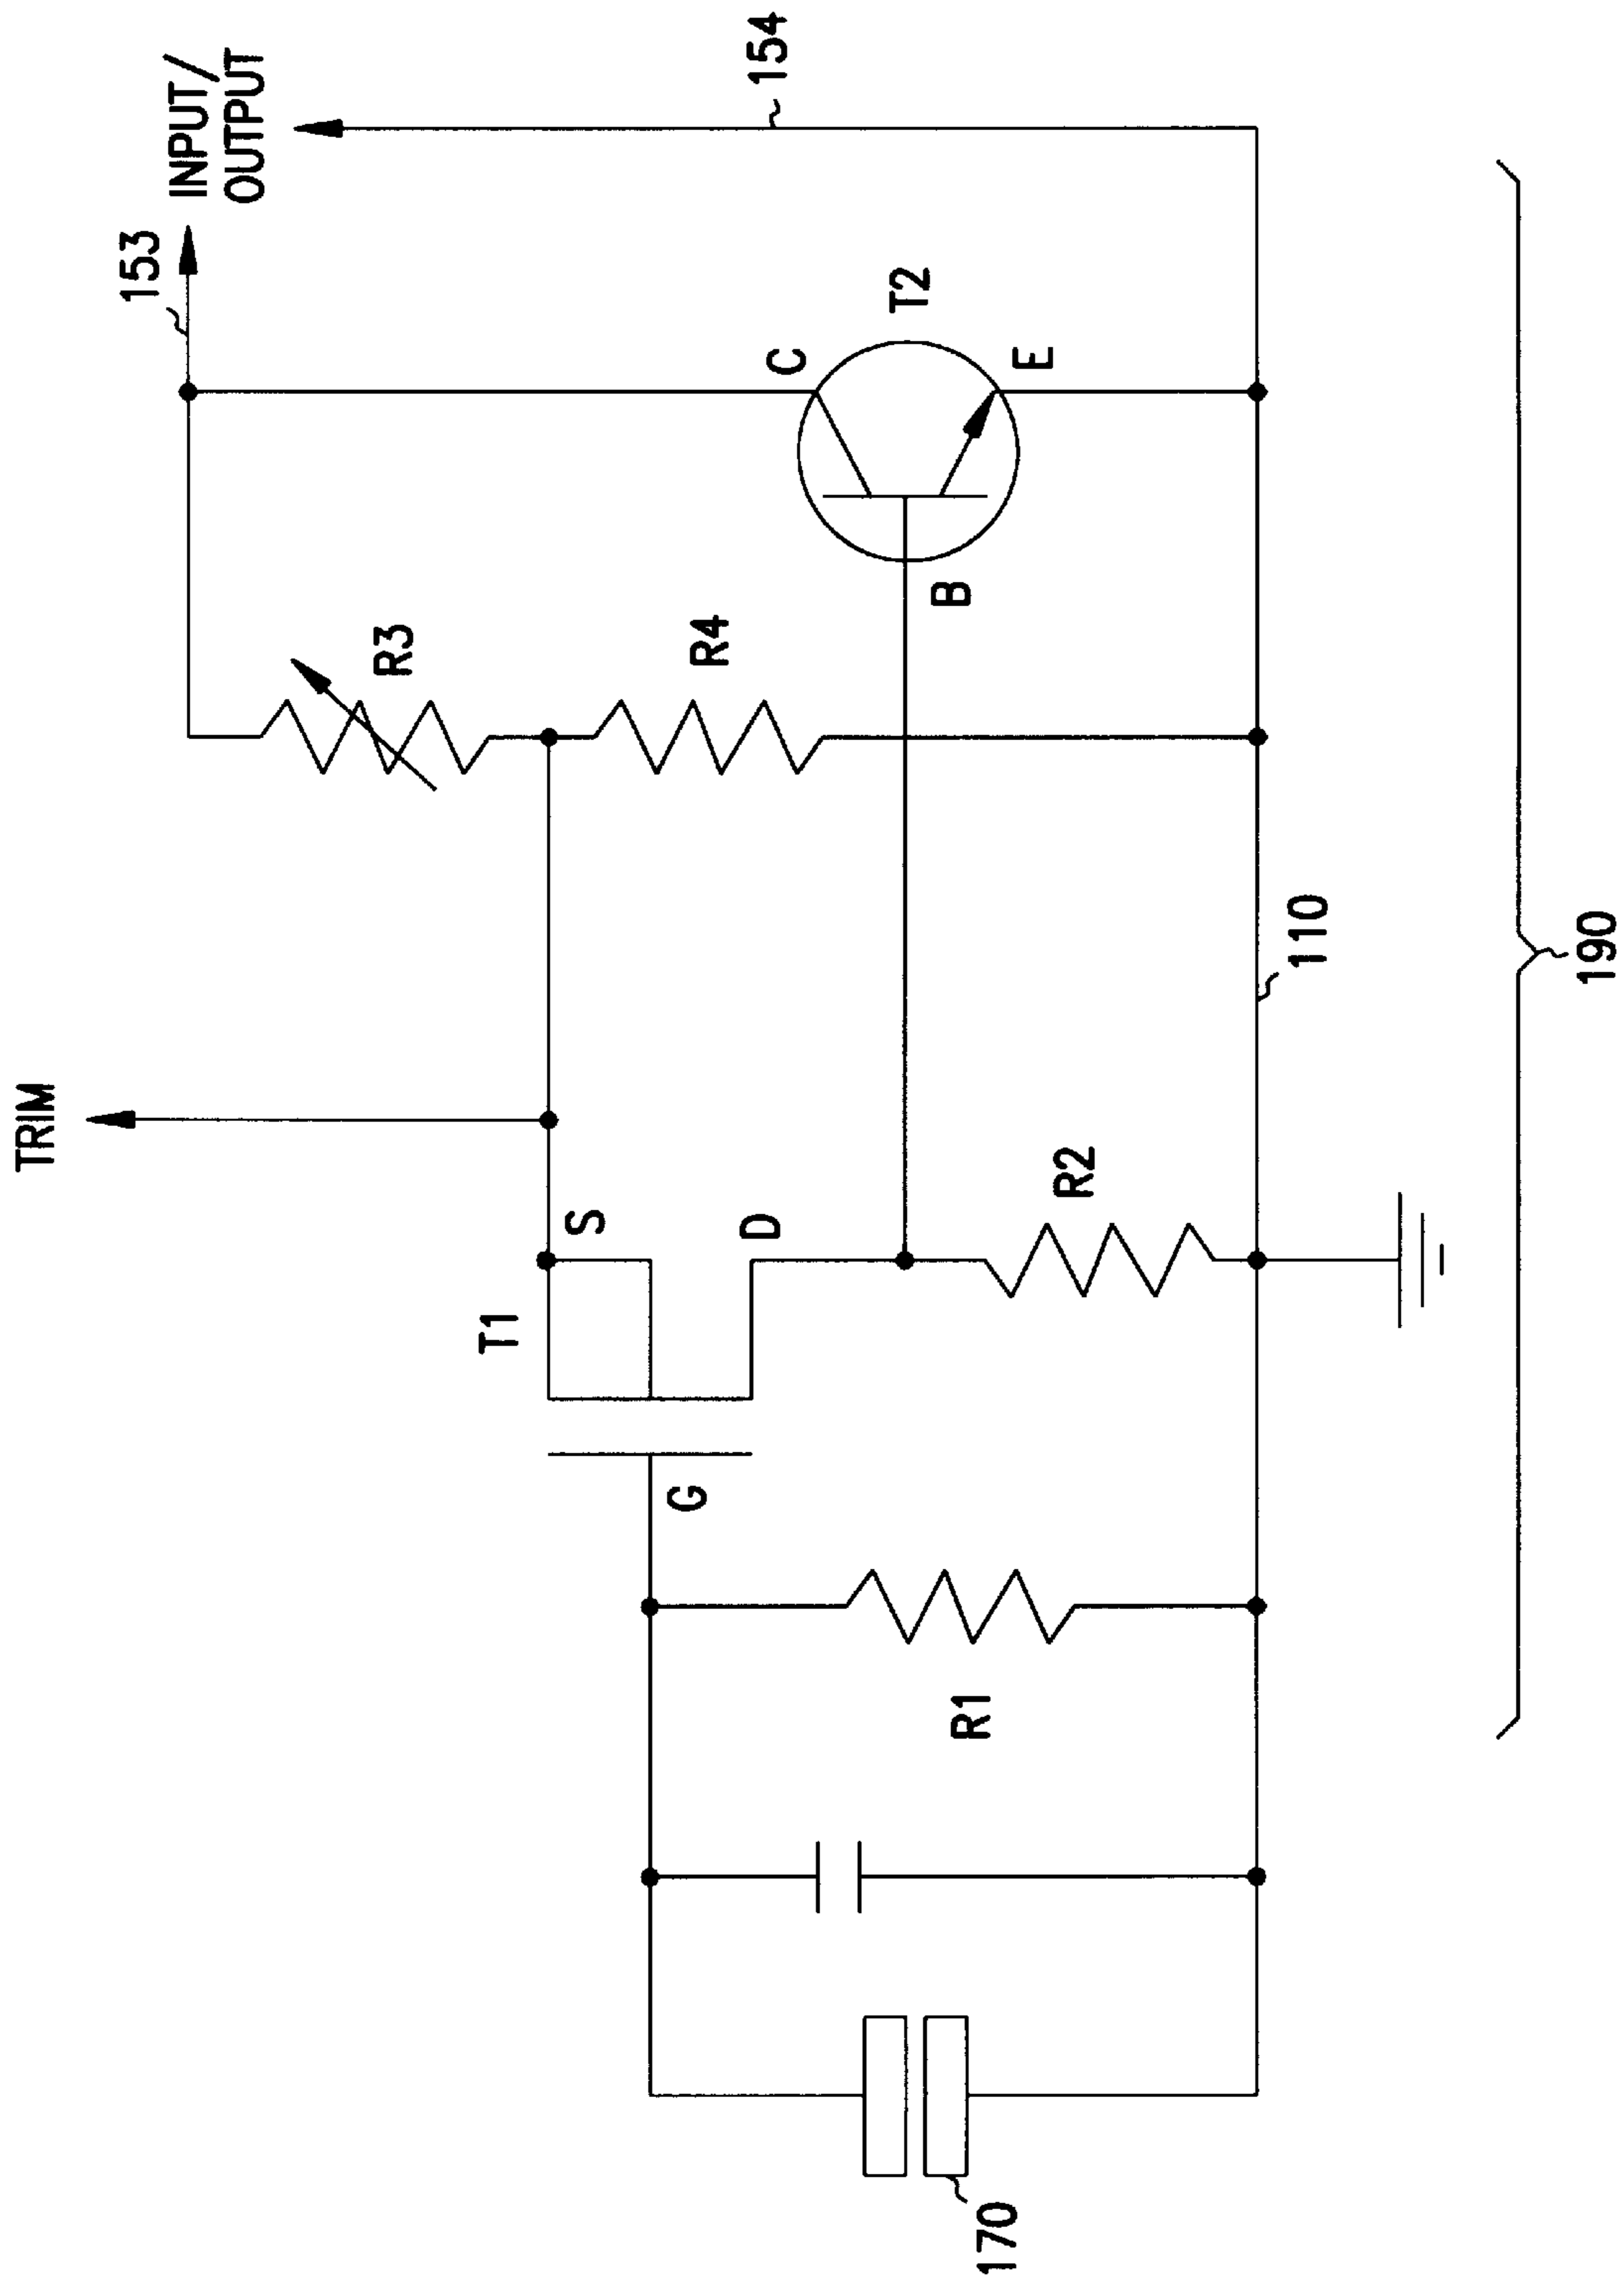 TRIM
153
INPUT/
OUTPUT
154
T1
S
G
D
R3
R4
C
T2
B
E
R1
R2
170
110
190